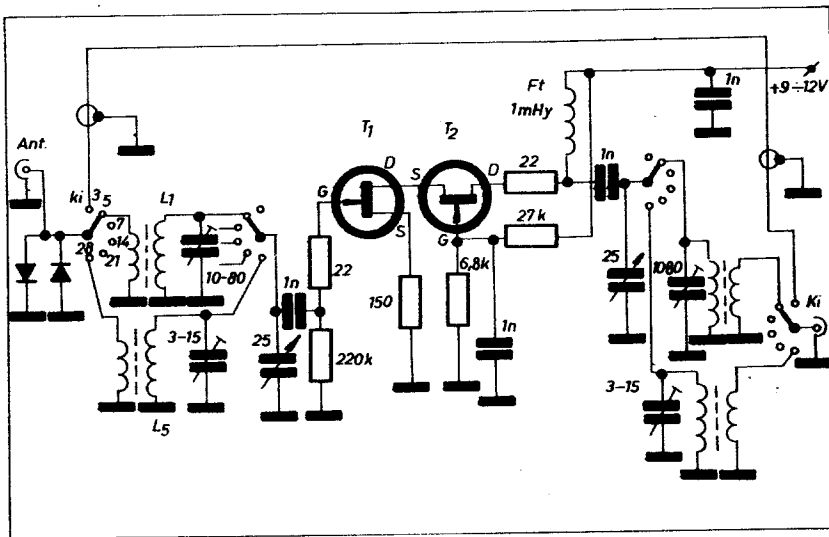 Ft
1mHy
1n
+9÷12V
T1
T2
Ant.
ki
3,5
7
14
21
28
L1
10-80
1n
G
D
S
22
220k
25
150
S
D
G
22
27k
6,8k
1n
1n
25
1080
Ki
3-15
L5
3-15